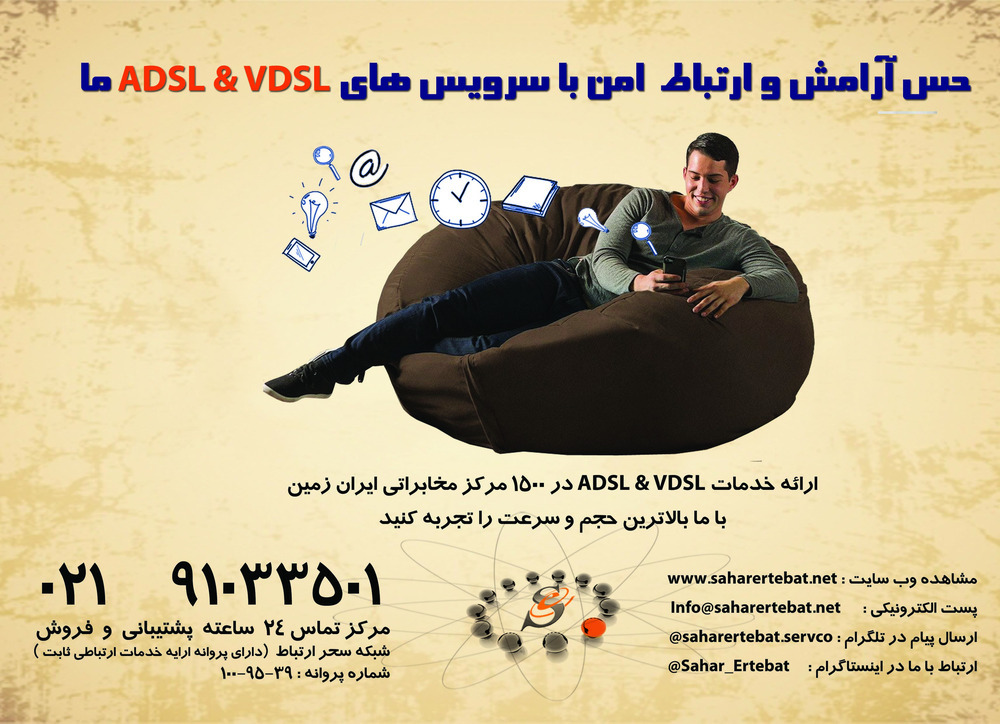 حس آرامش و ارتباط امن با سرویس های ADSL & VDSL ما
@
ارائه خدمات ADSL & VDSL در ۱۵۰۰ مرکز مخابراتی ایران زمین
با ما بالاترین حجم و سرعت را تجربه کنید
۰۲۱ ۹۱۰۳۳۵۰۱
مرکز تماس ۲٤ ساعته پشتیبانی و فروش
شبکه سحر ارتباط (دارای پروانه ارایه خدمات ارتباطی ثابت )
شماره پروانه : ۳۹-۹۵-۱۰۰
مشاهده وب سایت : www.saharertebat.net
پست الکترونیکی : Info@saharertebat.net
ارسال پیام در تلگرام : @saharertebat.servco
ارتباط با ما در اینستاگرام : @Sahar_Ertebat